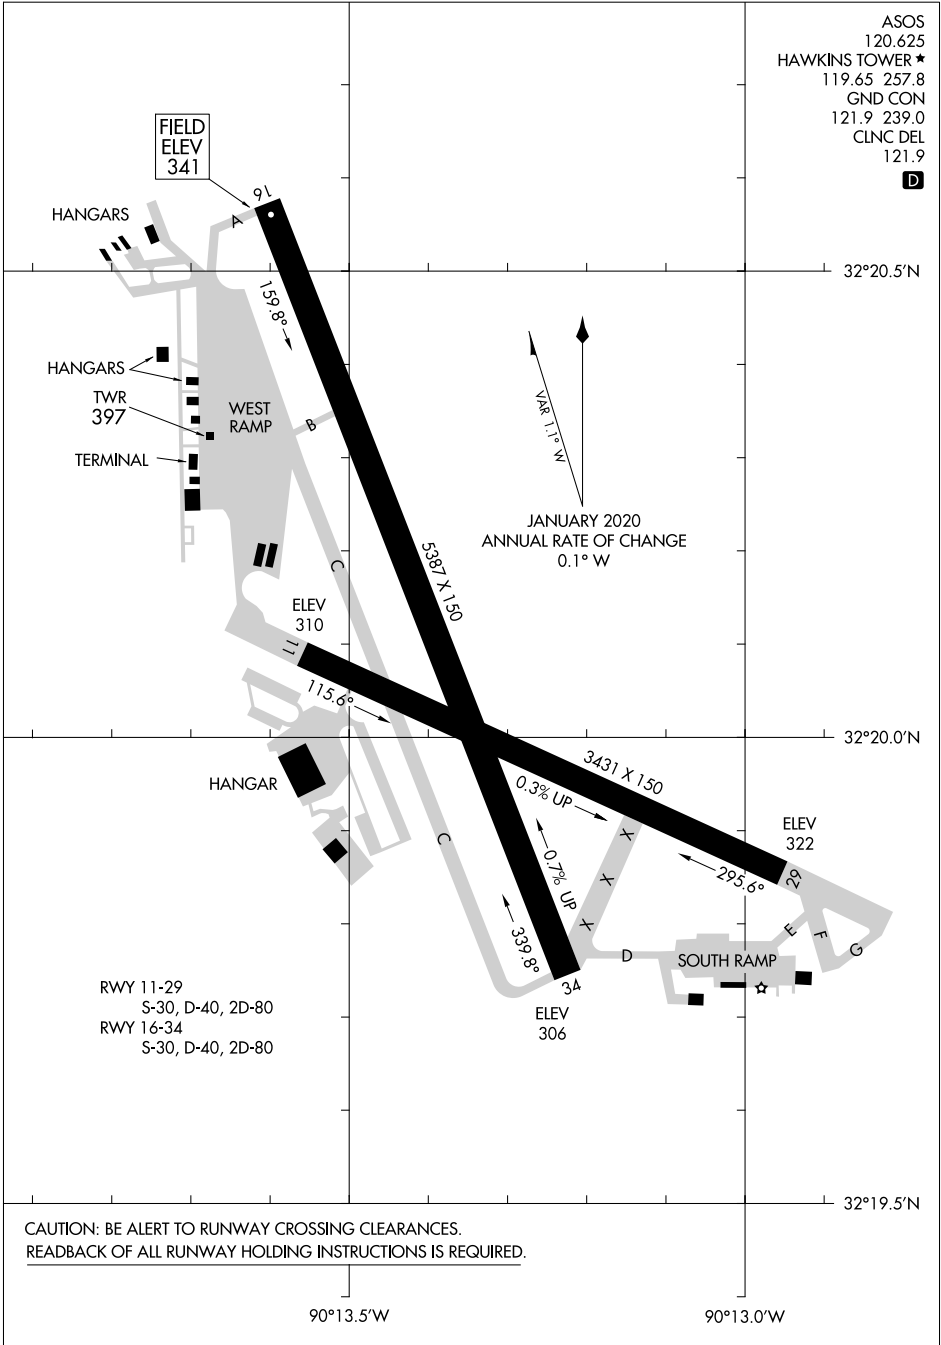 ASOS
120.625
HAWKINS TOWER ★
119.65 257.8
GND CON
121.9 239.0
CLNC DEL
121.9
D
FIELD
ELEV
341
16
A
HANGARS
32°20.5'N
159.8°
HANGARS
TWR
397
WEST
RAMP
B
TERMINAL
VAR 1.1° W
JANUARY 2020
ANNUAL RATE OF CHANGE
0.1° W
5387 X 150
C
ELEV
310
11
115.6°
32°20.0'N
HANGAR
3431 X 150
0.3% UP
X
X
X
C
0.7% UP
ELEV
322
29
295.6°
339.8°
34
ELEV
306
D
E
F
G
SOUTH RAMP
RWY 11-29
S-30, D-40, 2D-80
RWY 16-34
S-30, D-40, 2D-80
32°19.5'N
CAUTION: BE ALERT TO RUNWAY CROSSING CLEARANCES.
READBACK OF ALL RUNWAY HOLDING INSTRUCTIONS IS REQUIRED.
90°13.5'W
90°13.0'W